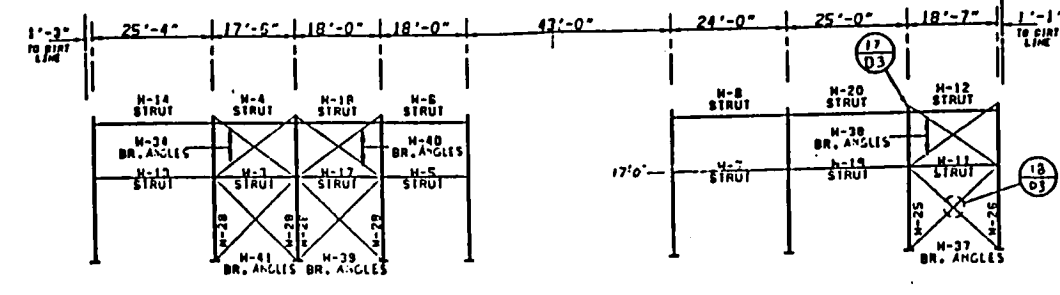 1'-3" 25'-4" 17'-6" 18'-0" 18'-0" 43'-0" 24'-0" 25'-0" 18'-7" 1'-1"
TO GIRT
LINE
TO GIRT
LINE
17
D3
W-14
STRUT
W-4
STRUT
W-18
STRUT
W-6
STRUT
W-8
STRUT
W-20
STRUT
W-12
STRUT
BR. ANGLES
W-40
BR. ANGLES
W-38
BR. ANGLES
W-13
STRUT
W-3
STRUT
W-17
STRUT
W-5
STRUT
17'0"
W-7
STRUT
W-19
STRUT
W-11
STRUT
18
D3
W-28
W-28
W-25
W-26
W-41
BR. ANGLES
W-39
BR. ANGLES
W-37
BR. ANGLES